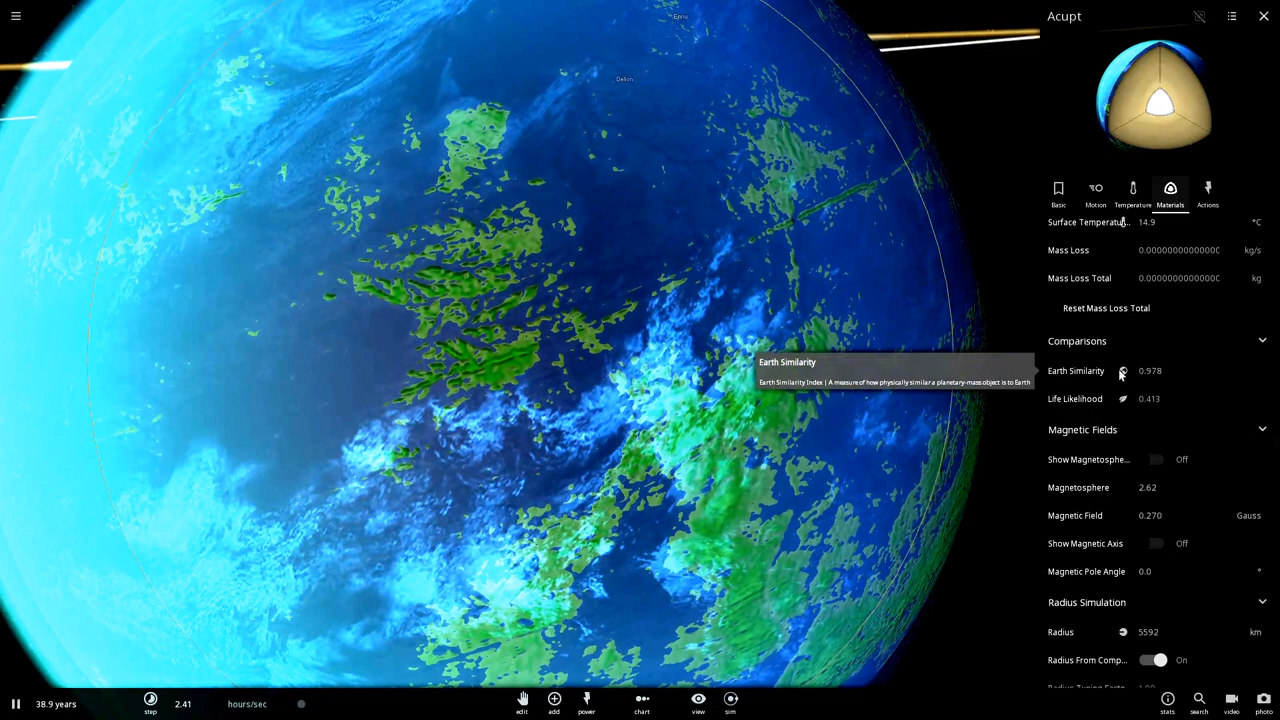 Acupt
Ennu
Dellon
Basic
Motion
Temperature
Materials
Actions
Surface Temperatu... 14.9 °C
Mass Loss 0.0000000000000 kg/s
Mass Loss Total 0.0000000000000 kg
Reset Mass Loss Total
Comparisons
Earth Similarity
Earth Similarity Index | A measure of how physically similar a planetary-mass object is to Earth
Earth Similarity 0.978
Life Likelihood 0.413
Magnetic Fields
Show Magnetosphe... Off
Magnetosphere 2.62
Magnetic Field 0.270 Gauss
Show Magnetic Axis Off
Magnetic Pole Angle 0.0 °
Radius Simulation
Radius 5592 km
Radius From Comp... On
38.9 years
step
2.41 hours/sec
edit
add
power
chart
view
sim
stats
search
video
photo